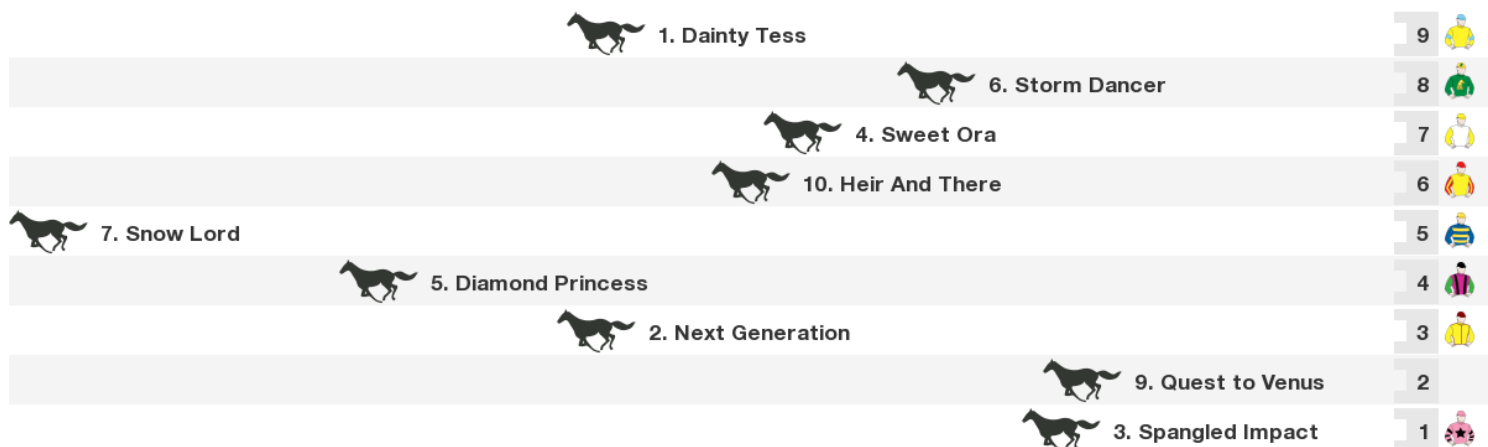 1. Dainty Tess 9
6. Storm Dancer 8
4. Sweet Ora 7
10. Heir And There 6
7. Snow Lord 5
5. Diamond Princess 4
2. Next Generation 3
9. Quest to Venus 2
3. Spangled Impact 1